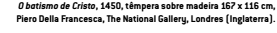 O batismo de Cristo, 1450, têmpera sobre madeira 167 x 116 cm,
Piero Della Francesca, The National Gallery, Londres (Inglaterra).